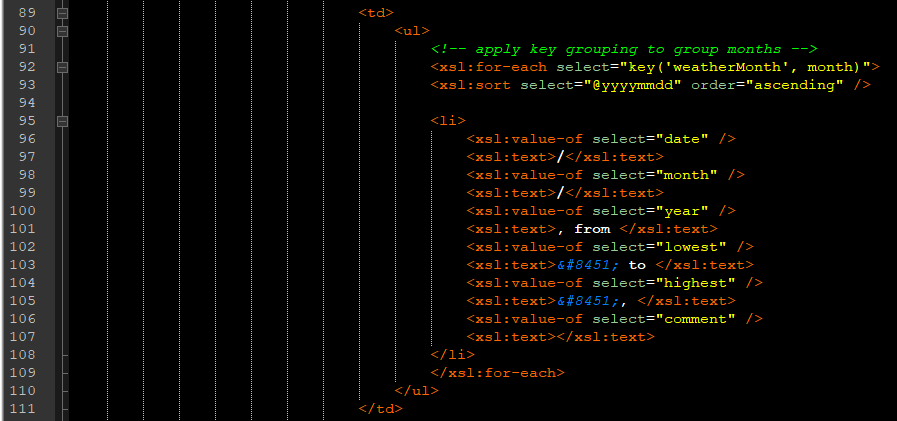 89 <td>
90 <ul>
91 <!-- apply key grouping to group months -->
92 <xsl:for-each select="key('weatherMonth', month)">
93 <xsl:sort select="@yyyymmdd" order="ascending" />
94
95 <li>
96 <xsl:value-of select="date" />
97 <xsl:text>/</xsl:text>
98 <xsl:value-of select="month" />
99 <xsl:text>/</xsl:text>
100 <xsl:value-of select="year" />
101 <xsl:text>, from </xsl:text>
102 <xsl:value-of select="lowest" />
103 <xsl:text>&#8451; to </xsl:text>
104 <xsl:value-of select="highest" />
105 <xsl:text>&#8451;, </xsl:text>
106 <xsl:value-of select="comment" />
107 <xsl:text></xsl:text>
108 </li>
109 </xsl:for-each>
110 </ul>
111 </td>